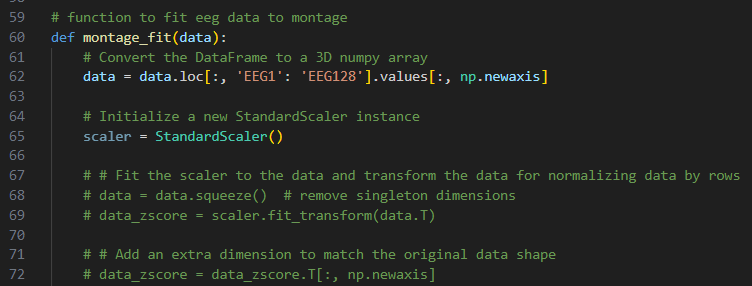 59 # function to fit eeg data to montage
60 def montage_fit(data):
61     # Convert the DataFrame to a 3D numpy array
62     data = data.loc[:, 'EEG1': 'EEG128'].values[:, np.newaxis]
63
64     # Initialize a new StandardScaler instance
65     scaler = StandardScaler()
66
67     # # Fit the scaler to the data and transform the data for normalizing data by rows
68     # data = data.squeeze()  # remove singleton dimensions
69     # data_zscore = scaler.fit_transform(data.T)
70
71     # # Add an extra dimension to match the original data shape
72     # data_zscore = data_zscore.T[:, np.newaxis]